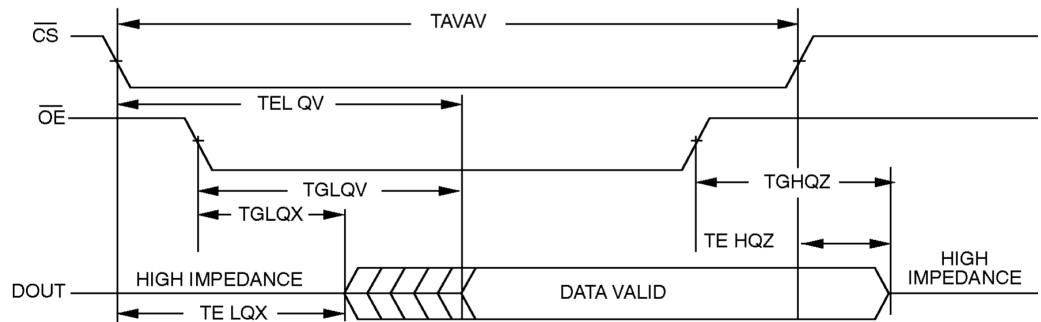 TAVAV
CS
TEL QV
OE
TGLQV
TGHQZ
TGLQX
TE HQZ
HIGH IMPEDANCE
HIGH
IMPEDANCE
DOUT
DATA VALID
TE LQX